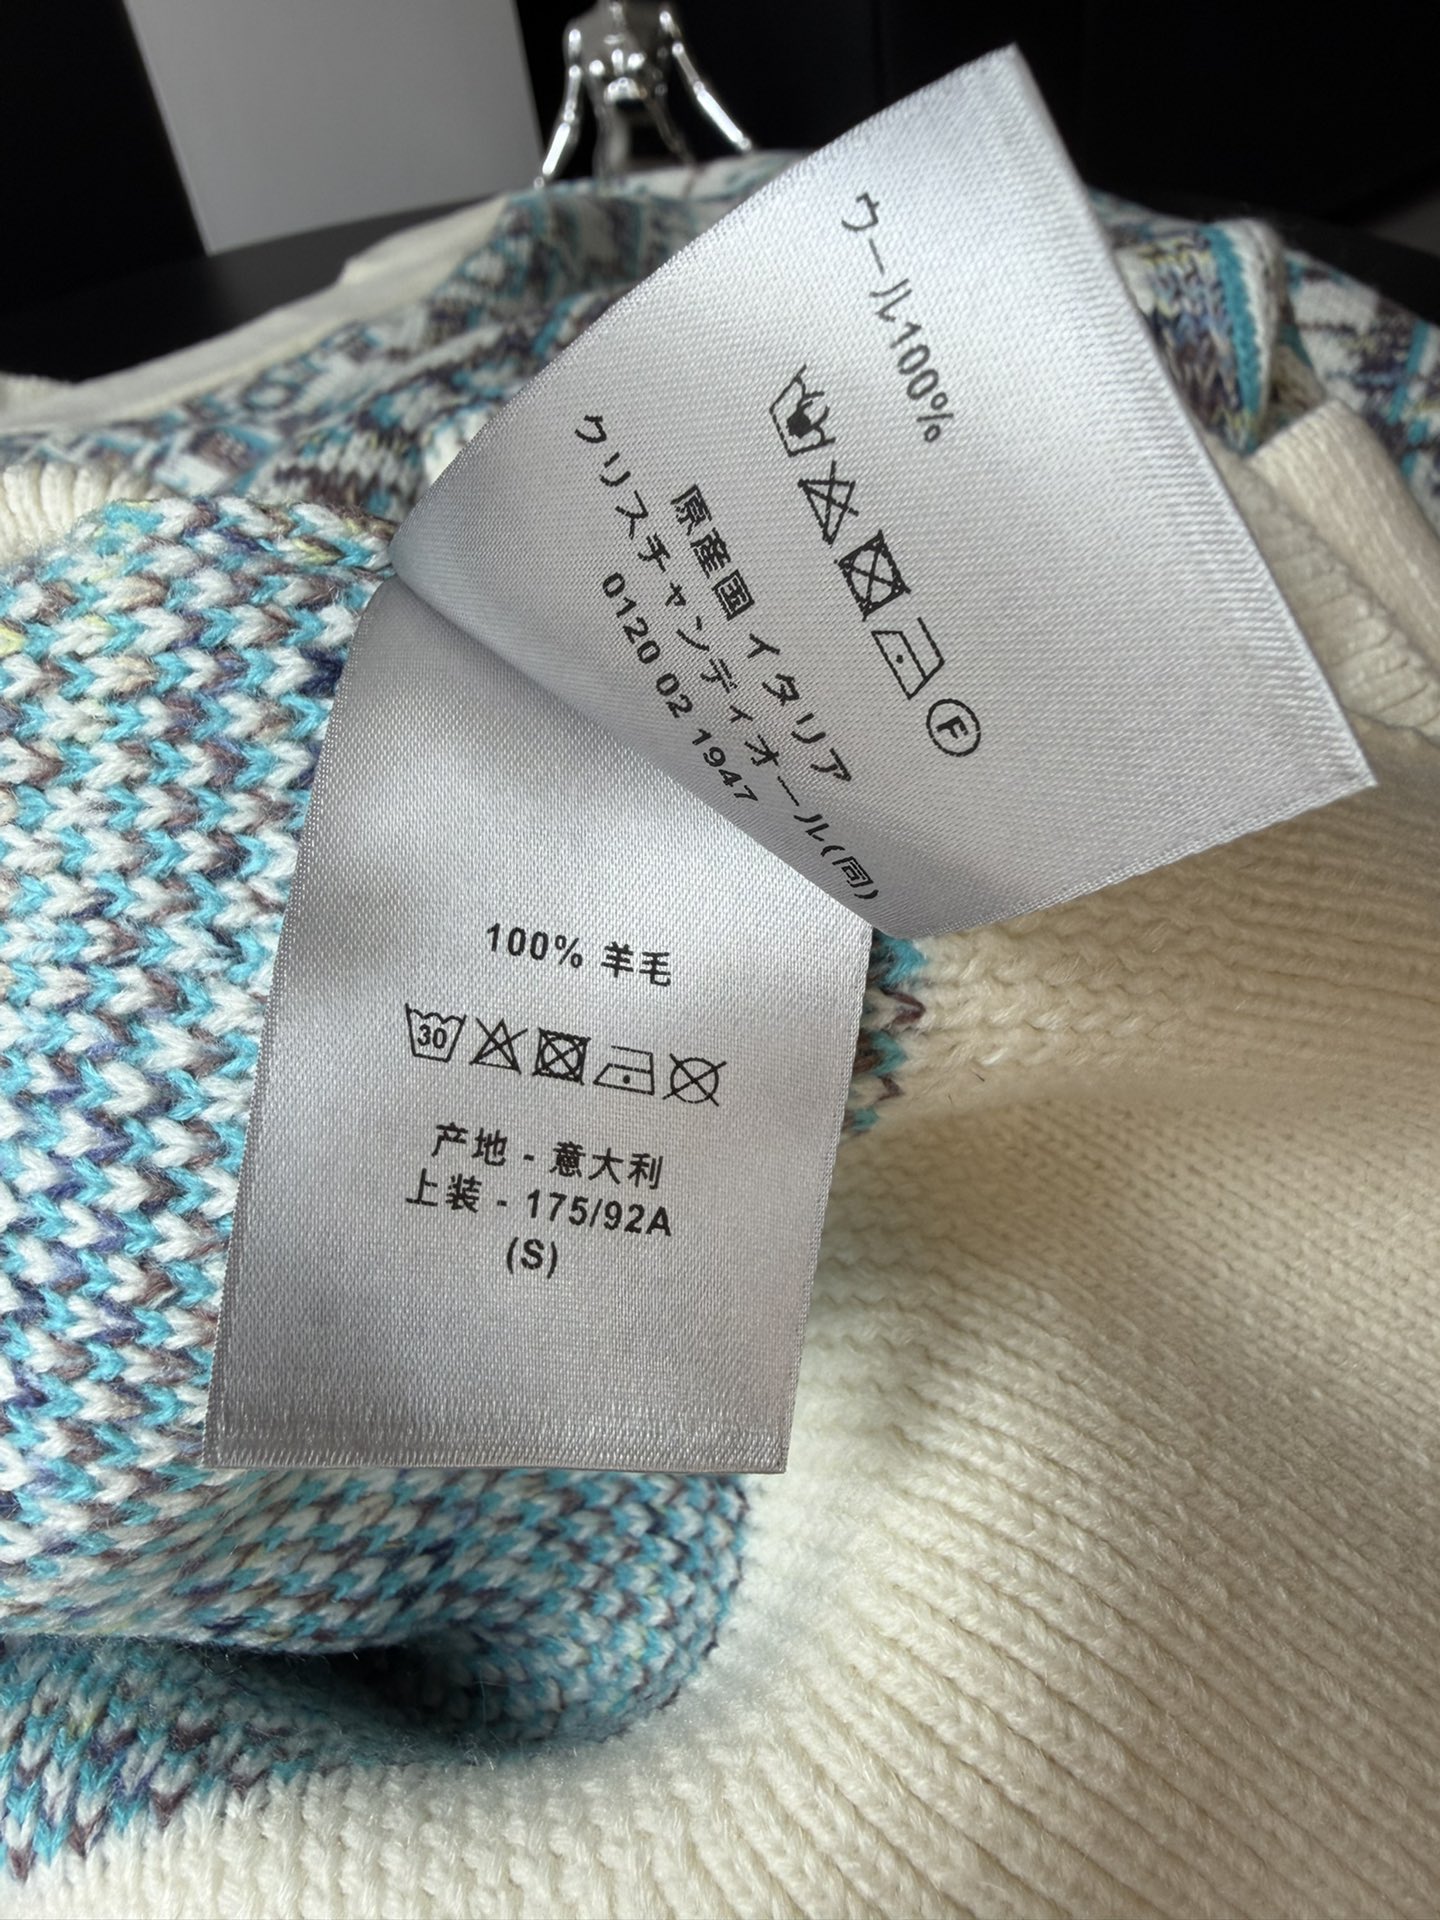 ウール100%
F
原産国 イタリア
クリスチャンディオール(同)
0120 02 1947
100% 羊毛
30
产地 - 意大利
上装 - 175/92A
(S)